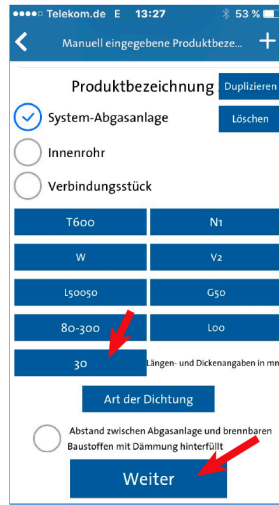 Telekom.de E 13:27 53 %
Manuell eingegebene Produktbeze... +
Produktbezeichnung Duplizieren
System-Abgasanlage Löschen
Innenrohr
Verbindungsstück
T600 N1
W V2
L50050 G50
80-300 L00
30 Längen- und Dickenangaben in mm
Art der Dichtung
Abstand zwischen Abgasanlage und brennbaren
Baustoffen mit Dämmung hinterfüllt
Weiter